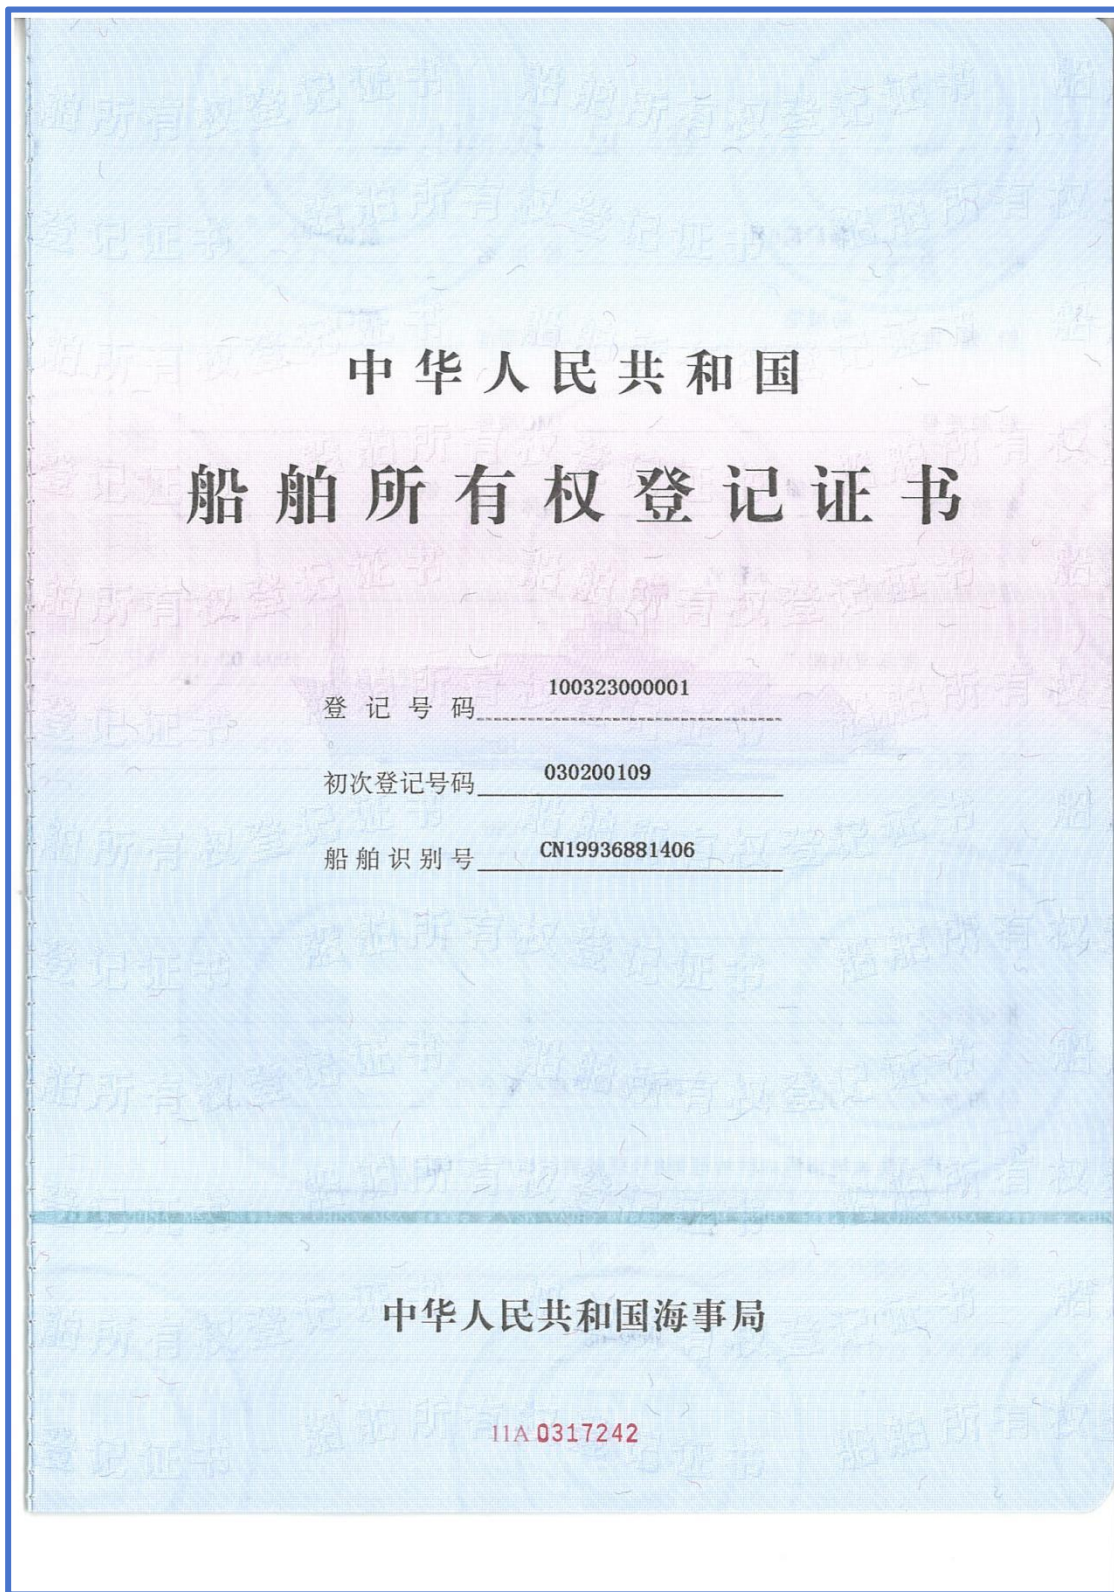 中华人民共和国
船舶所有权登记证书
登记号码 100323000001
初次登记号码 030200109
船舶识别号 CN19936881406
中华人民共和国海事局
11A 0317242